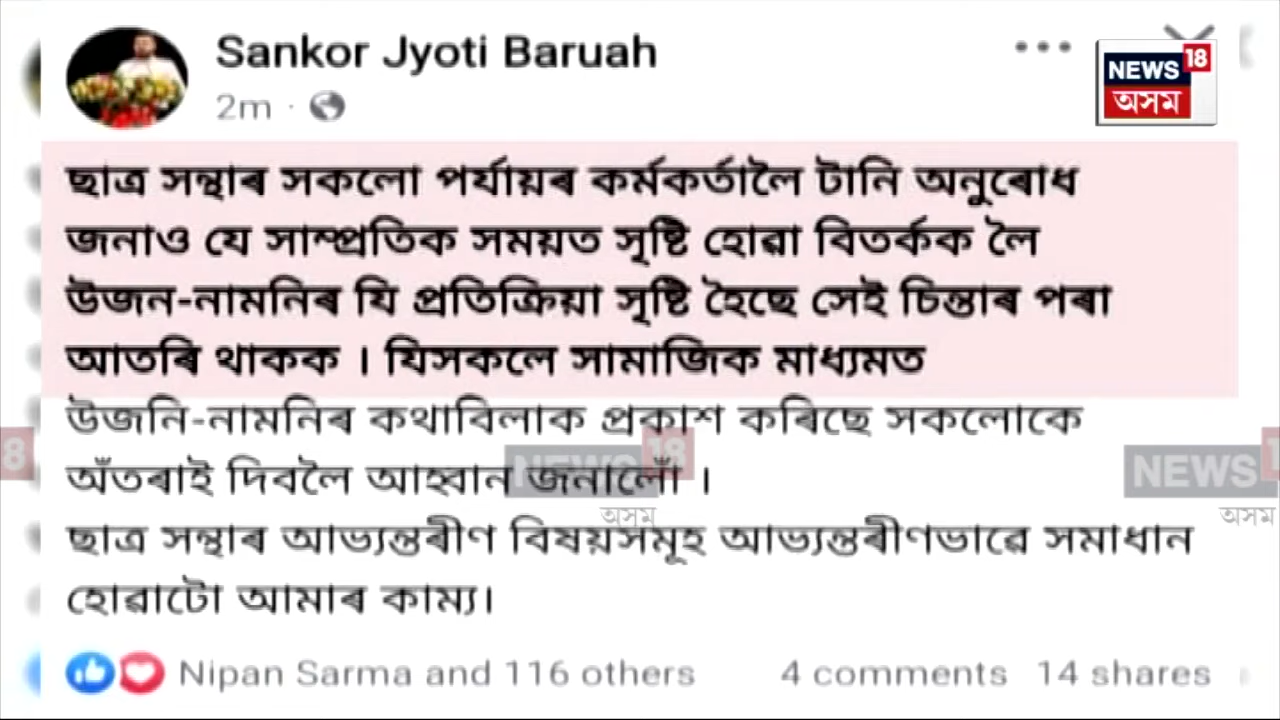 Sankor Jyoti Baruah
2m ·
NEWS 18
অসম
ছাত্ৰ সন্থাৰ সকলো পৰ্যায়ৰ কৰ্মকৰ্তালৈ টানি অনুৰোধ
জনাও যে সাম্প্ৰতিক সময়ত সৃষ্টি হোৱা বিতৰ্কক লৈ
উজন-নামনিৰ যি প্ৰতিক্ৰিয়া সৃষ্টি হৈছে সেই চিন্তাৰ পৰা
আতৰি থাকক । যিসকলে সামাজিক মাধ্যমত
উজনি-নামনিৰ কথাবিলাক প্ৰকাশ কৰিছে সকলোকে
অঁতৰাই দিবলৈ আহ্বান জনালোঁ ।
ছাত্ৰ সন্থাৰ আভ্যন্তৰীণ বিষয়সমূহ আভ্যন্তৰীণভাৱে সমাধান
হোৱাটো আমাৰ কাম্য।
18
NEWS 18
অসম
NEWS
অসম
Nipan Sarma and 116 others 4 comments 14 shares